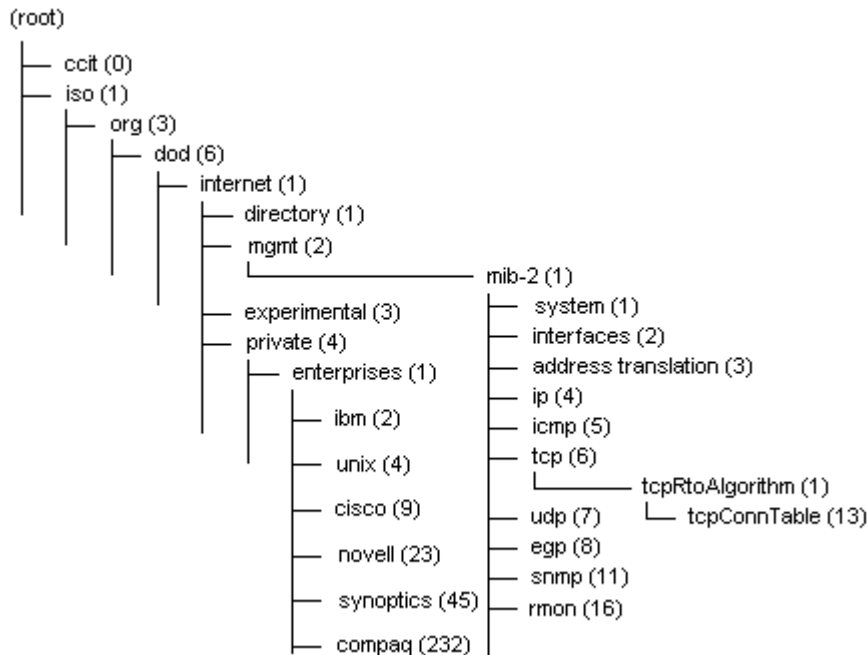 (root)
ccit (0)
iso (1)
org (3)
dod (6)
internet (1)
directory (1)
mgmt (2)
mib-2 (1)
system (1)
experimental (3)
interfaces (2)
private (4)
address translation (3)
enterprises (1)
ip (4)
ibm (2)
icmp (5)
unix (4)
tcp (6)
tcpRtoAlgorithm (1)
cisco (9)
udp (7)
tcpConnTable (13)
novell (23)
egp (8)
snmp (11)
synoptics (45)
rmon (16)
compaq (232)